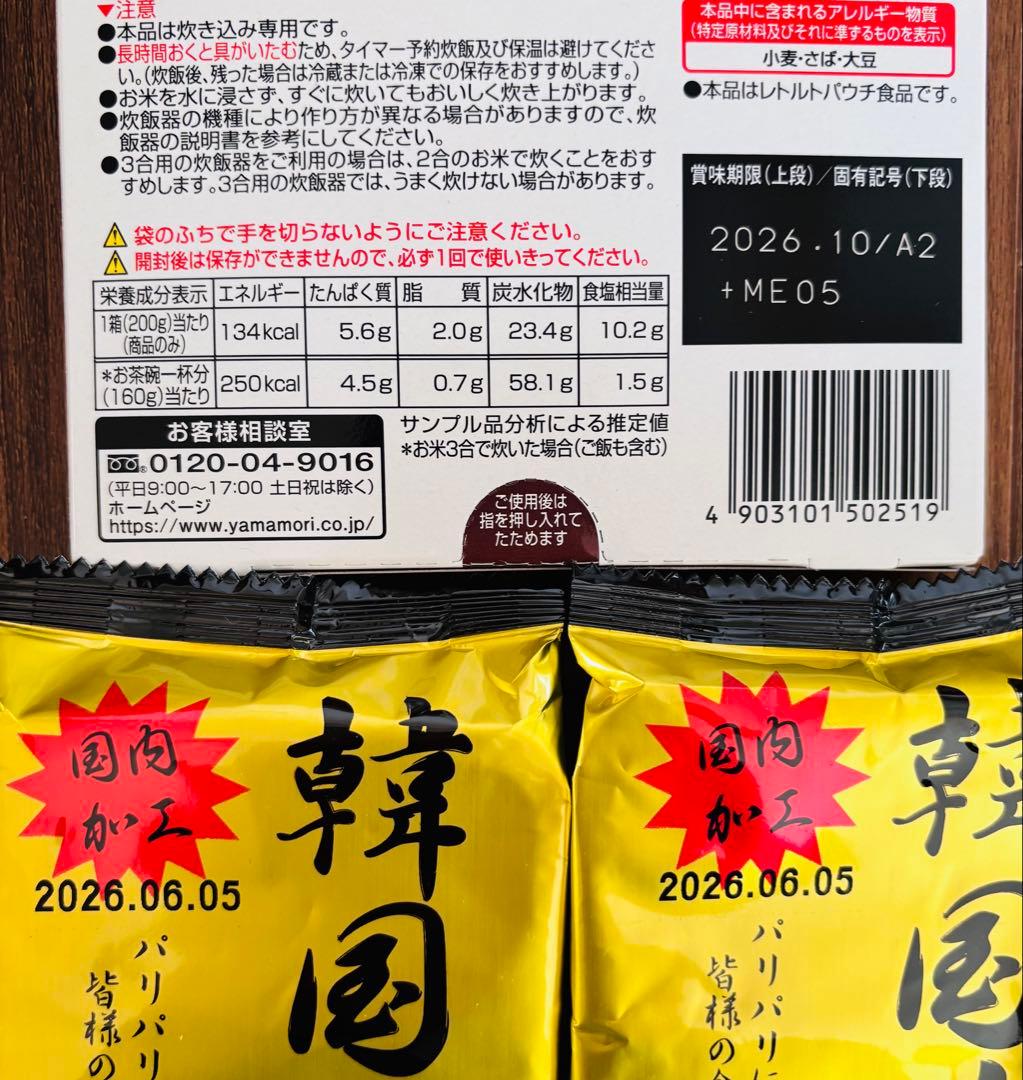 ▼注意
●本品は炊き込み専用です。
●長時間おくと具がいたむため、タイマー予約炊飯及び保温は避けてくださ
い。(炊飯後、残った場合は冷蔵または冷凍での保存をおすすめします。)
●お米を水に浸さず、すぐに炊いてもおいしく炊き上がります。
●炊飯器の機種により作り方が異なる場合がありますので、炊
飯器の説明書を参考にしてください。
●3合用の炊飯器をご利用の場合は、2合のお米で炊くことをおす
すめします。3合用の炊飯器では、うまく炊けない場合があります。
袋のふちで手を切らないようにご注意ください。
開封後は保存ができませんので、必ず1回で使いきってください。
栄養成分表示 エネルギー たんぱく質 脂質 炭水化物 食塩相当量
1箱(200g)当たり
(商品のみ)
134kcal 5.6g 2.0g 23.4g 10.2g
*お茶碗一杯分
(160g)当たり
250kcal 4.5g 0.7g 58.1g 1.5g
お客様相談室
0120-04-9016
(平日9:00〜17:00 土日祝は除く)
ホームページ
https://www.yamamori.co.jp/
サンプル品分析による推定値
*お米3合で炊いた場合(ご飯も含む)
ご使用後は
指を押し入れて
たためます
本品中に含まれるアレルギー物質
(特定原材料及びそれに準ずるものを表示)
小麦・さば・大豆
●本品はレトルトパウチ食品です。
賞味期限(上段)/固有記号(下段)
2026.10/A2
+ME05
4 903101 502519
国内
加工
2026.06.05
韓国
パリパリ
皆様の
国内
加工
2026.06.05
国
パリパリに
皆様の食